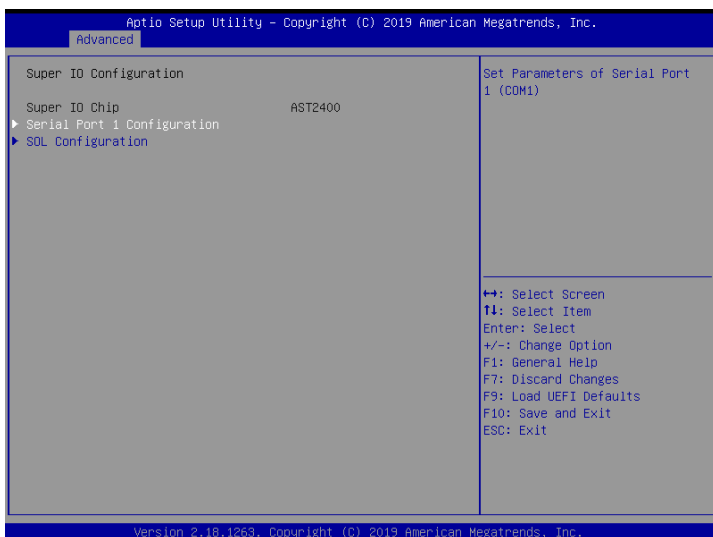 Aptio Setup Utility – Copyright (C) 2019 American Megatrends, Inc.
Advanced
Super IO Configuration
Super IO Chip AST2400
Serial Port 1 Configuration
SOL Configuration
Set Parameters of Serial Port
1 (COM1)
↔: Select Screen
↑↓: Select Item
Enter: Select
+/-: Change Option
F1: General Help
F7: Discard Changes
F9: Load UEFI Defaults
F10: Save and Exit
ESC: Exit
Version 2.18.1263. Copyright (C) 2019 American Megatrends, Inc.